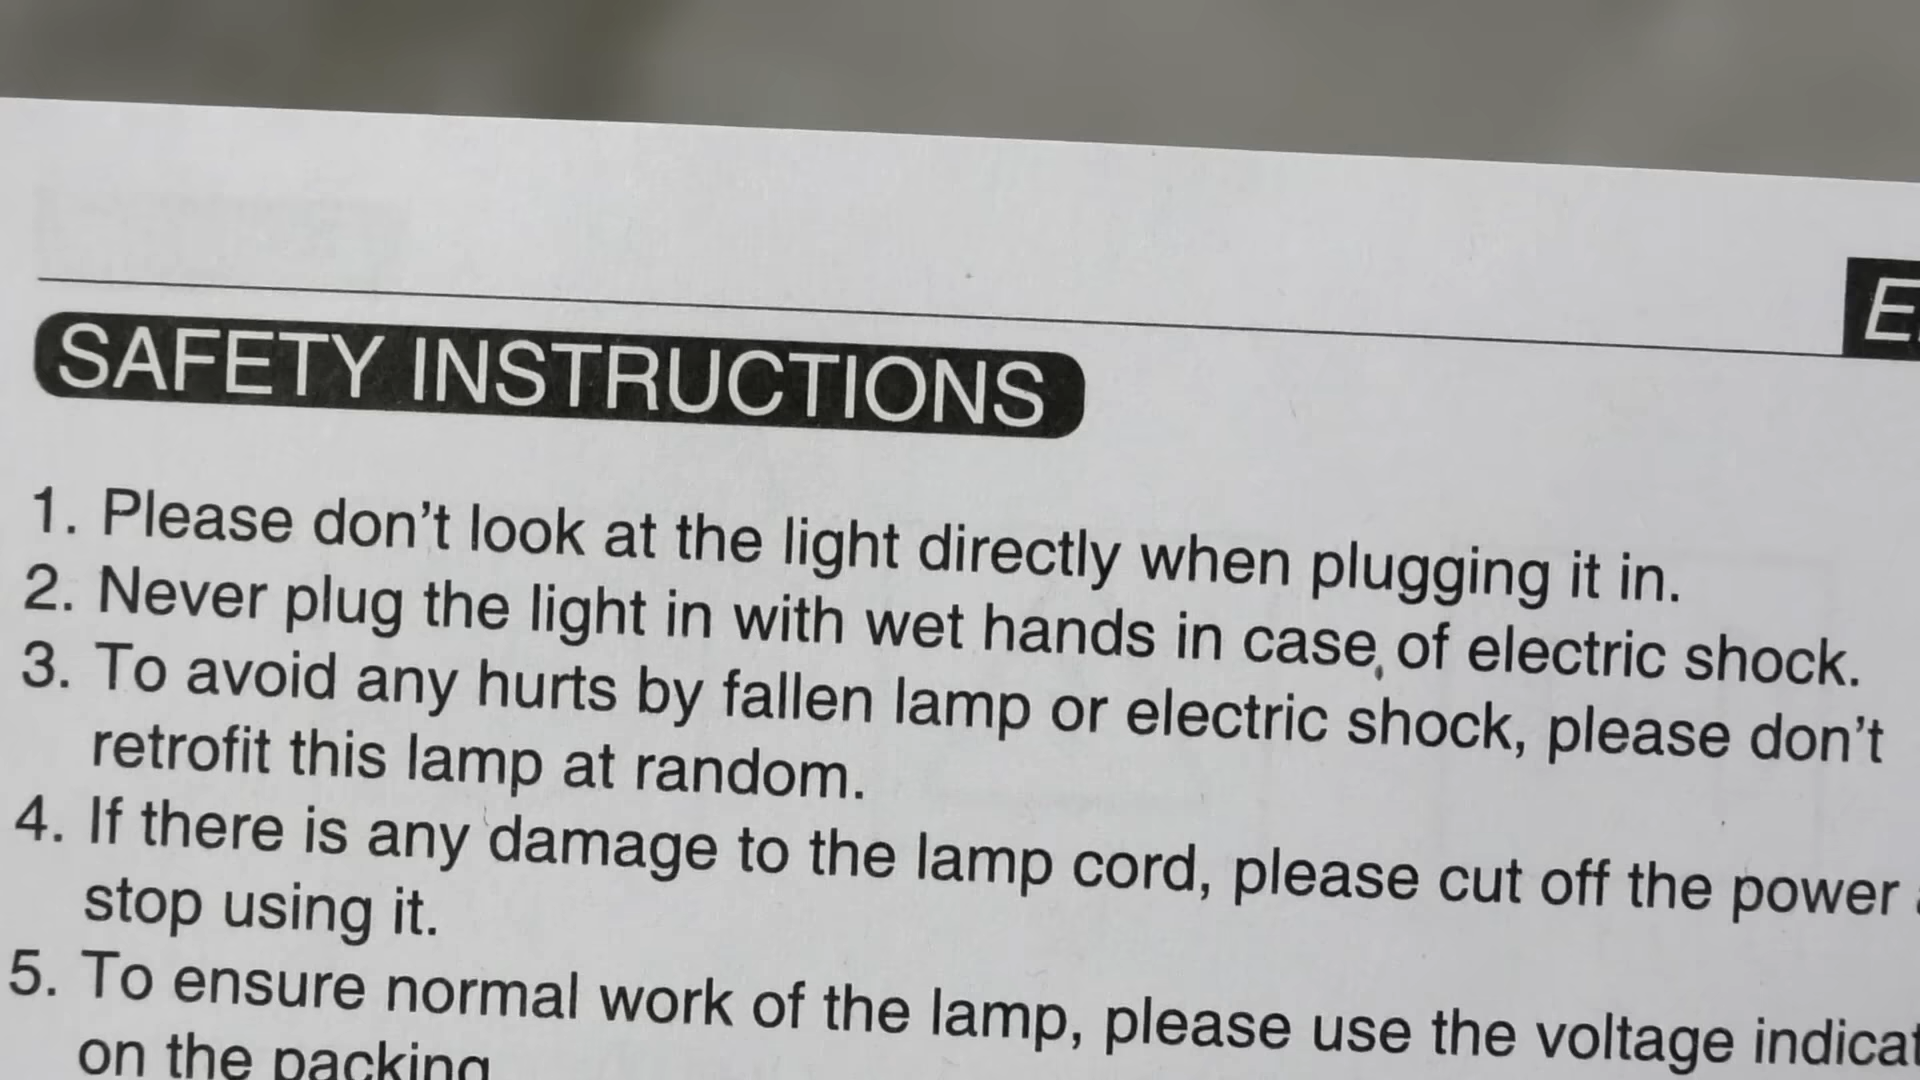 SAFETY INSTRUCTIONS
1. Please don't look at the light directly when plugging it in.
2. Never plug the light in with wet hands in case of electric shock.
3. To avoid any hurts by fallen lamp or electric shock, please don't
retrofit this lamp at random.
4. If there is any damage to the lamp cord, please cut off the power
stop using it.
5. To ensure normal work of the lamp, please use the voltage
on the packing